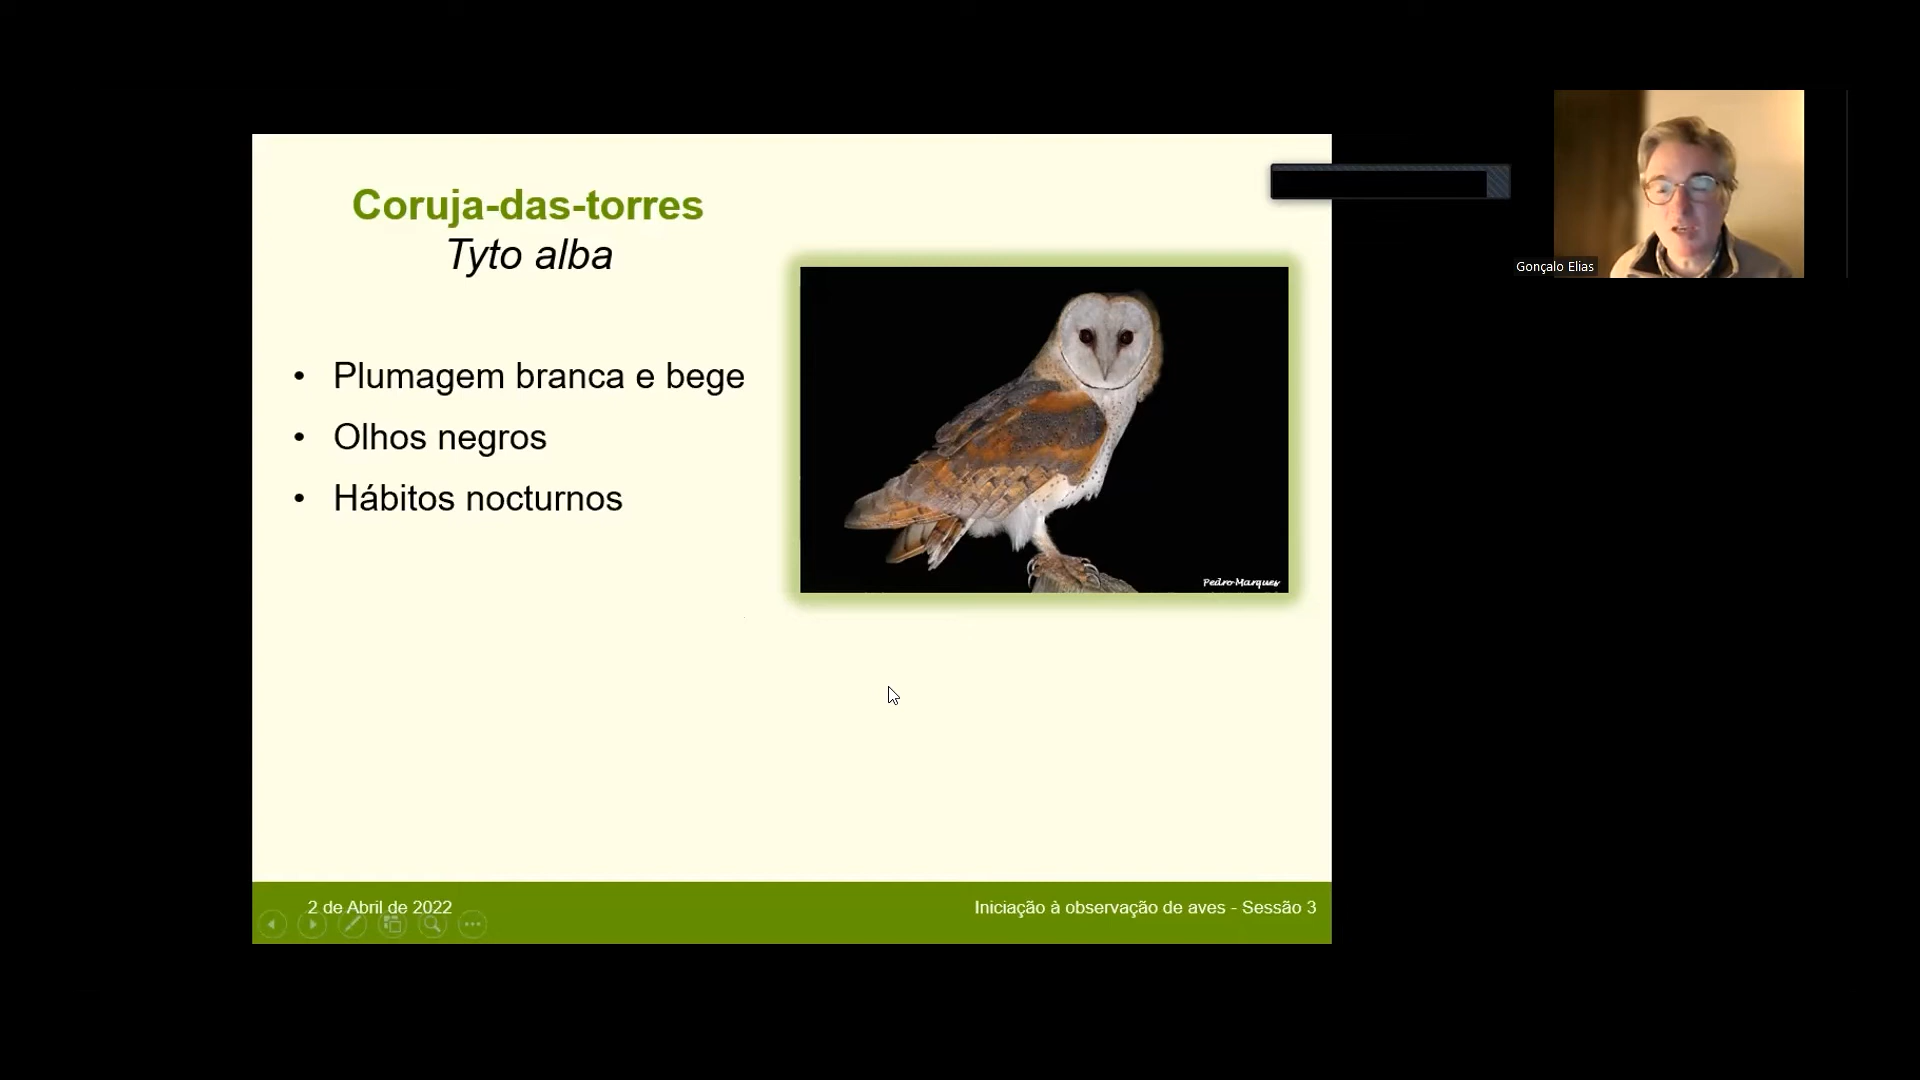 Coruja-das-torres
Tyto alba
• Plumagem branca e bege
• Olhos negros
• Hábitos nocturnos
Pedro Marques
Gonçalo Elias
2 de Abril de 2022
Iniciação à observação de aves - Sessão 3